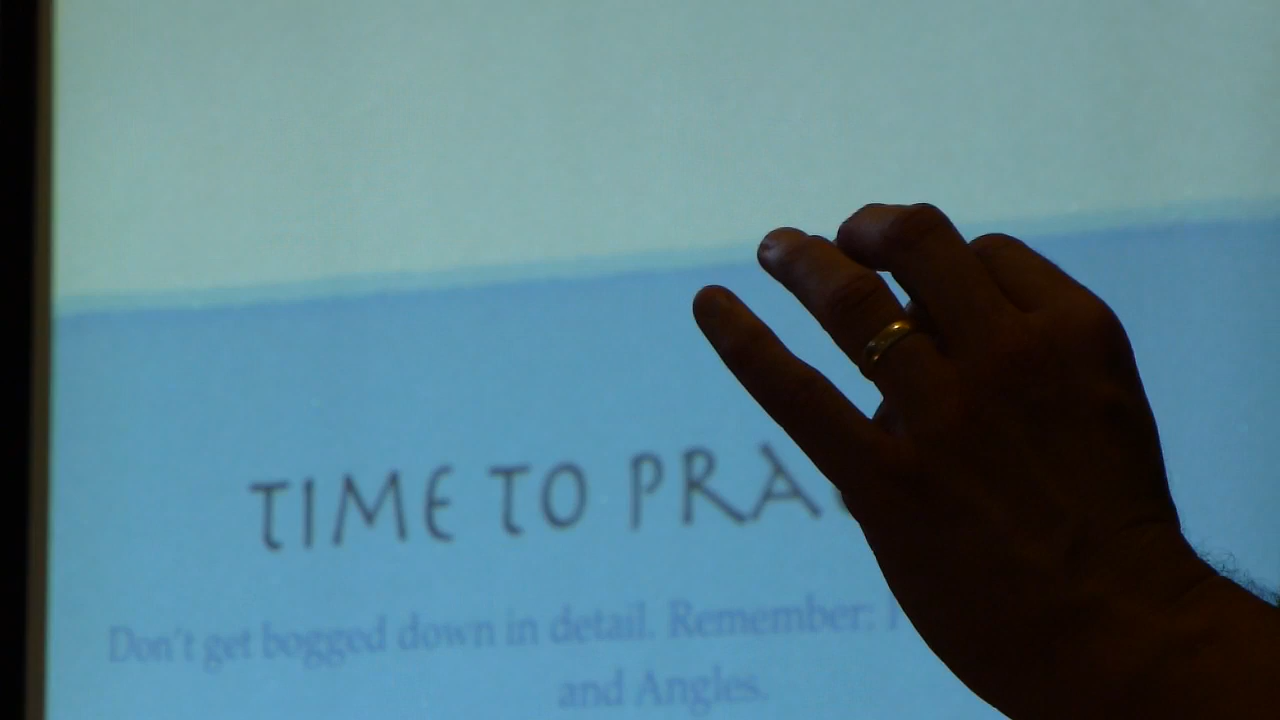 TIME TO PRA
Don't get bogged down in detail. Remember:
and Angles.